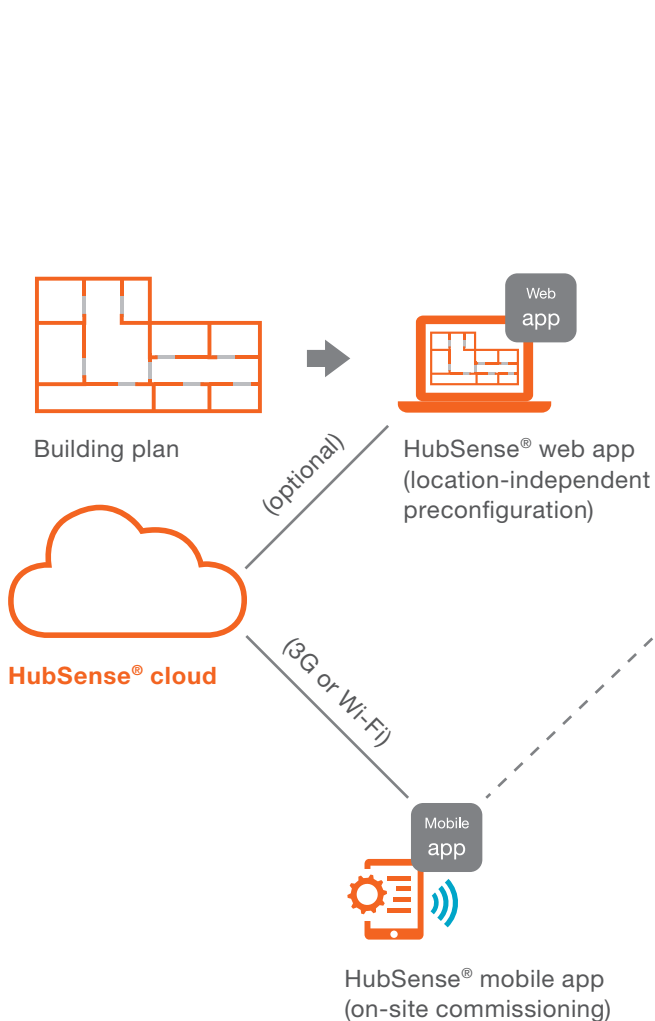 Web
app
Building plan
HubSense® web app
(location-independent
preconfiguration)
(optional)
HubSense® cloud
(3G or Wi-Fi)
Mobile
app
HubSense® mobile app
(on-site commissioning)